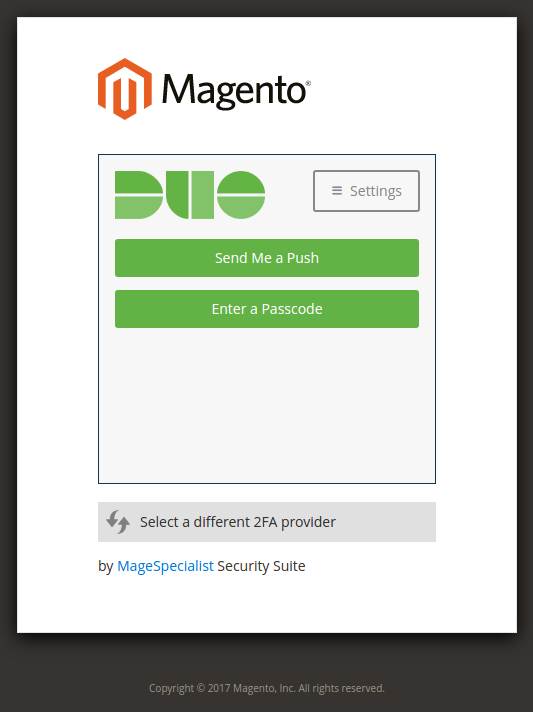 Magento®
DUO
Settings
Send Me a Push
Enter a Passcode
Select a different 2FA provider
by MageSpecialist Security Suite
Copyright © 2017 Magento, Inc. All rights reserved.